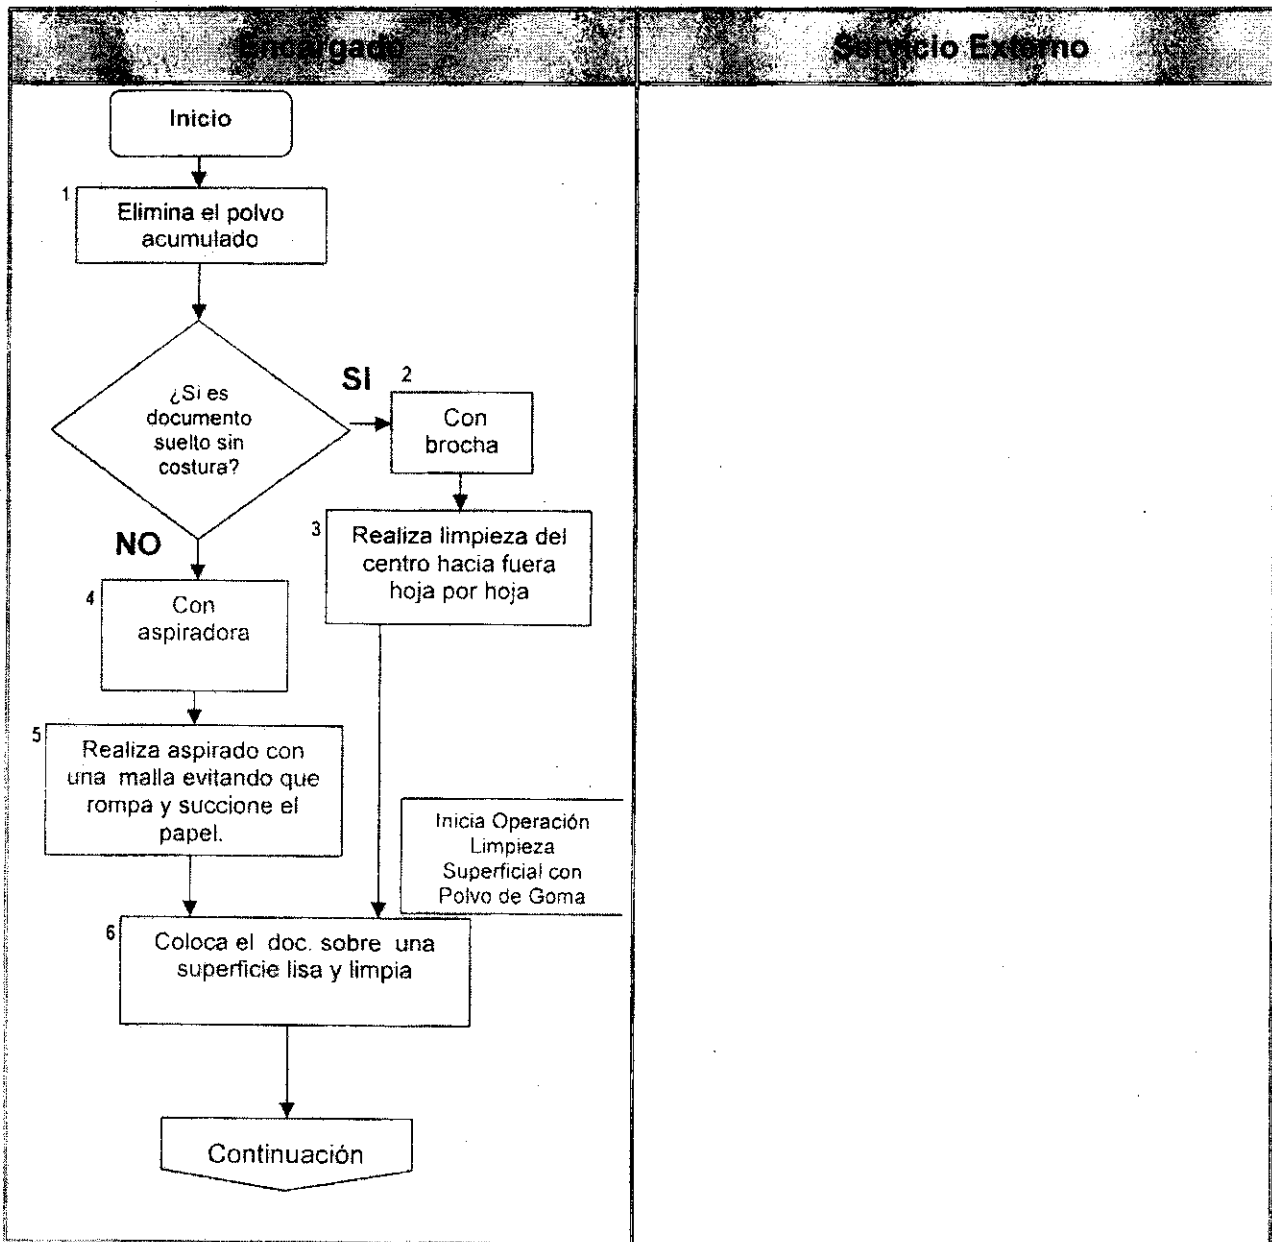 Encargado
Servicio Externo
Inicio
1
Elimina el polvo
acumulado
¿Si es
documento
suelto sin
costura?
SI
2
Con
brocha
3
Realiza limpieza del
centro hacia fuera
hoja por hoja
NO
4
Con
aspiradora
5
Realiza aspirado con
una malla evitando que
rompa y succione el
papel.
Inicia Operación
Limpieza
Superficial con
Polvo de Goma
6
Coloca el doc. sobre una
superficie lisa y limpia
Continuación